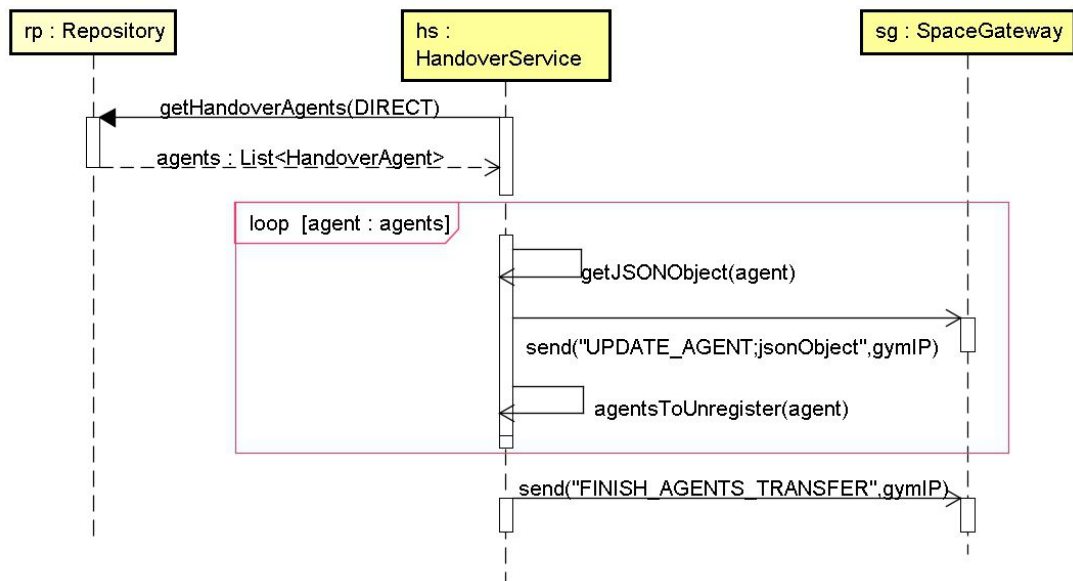 rp : Repository
hs :
HandoverService
sg : SpaceGateway
getHandoverAgents(DIRECT)
agents : List<HandoverAgent>
loop [agent : agents]
getJSONObject(agent)
send("UPDATE_AGENT;jsonObject",gymIP)
agentsToUnregister(agent)
send("FINISH_AGENTS_TRANSFER",gymIP)